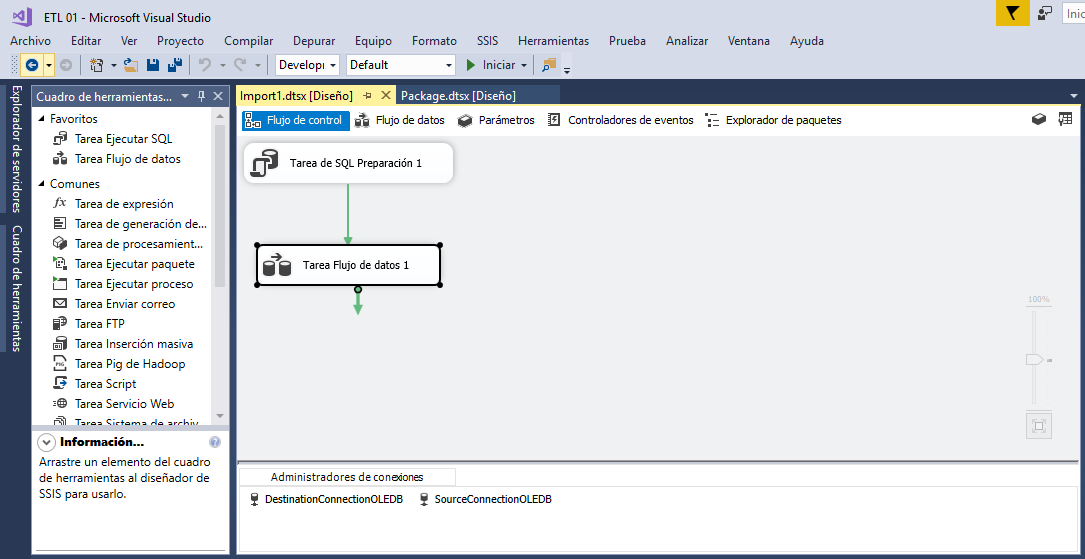 ETL 01 - Microsoft Visual Studio
Inic
Archivo Editar Ver Proyecto Compilar Depurar Equipo Formato SSIS Herramientas Prueba Analizar Ventana Ayuda
Developi Default Iniciar
Explorador de servidores
Cuadro de herramientas
Cuadro de herramientas...
Favoritos
Tarea Ejecutar SQL
Tarea Flujo de datos
Comunes
Tarea de expresión
Tarea de generación de...
Tarea de procesamient...
Tarea Ejecutar paquete
Tarea Ejecutar proceso
Tarea Enviar correo
Tarea FTP
Tarea Inserción masiva
Tarea Pig de Hadoop
Tarea Script
Tarea Servicio Web
Tarea Sistema de archiv
Información...
Arrastre un elemento del cuadro
de herramientas al diseñador de
SSIS para usarlo.
Import1.dtsx [Diseño] Package.dtsx [Diseño]
Flujo de control Flujo de datos Parámetros Controladores de eventos Explorador de paquetes
Tarea de SQL Preparación 1
Tarea Flujo de datos 1
100%
Administradores de conexiones
DestinationConnectionOLEDB SourceConnectionOLEDB